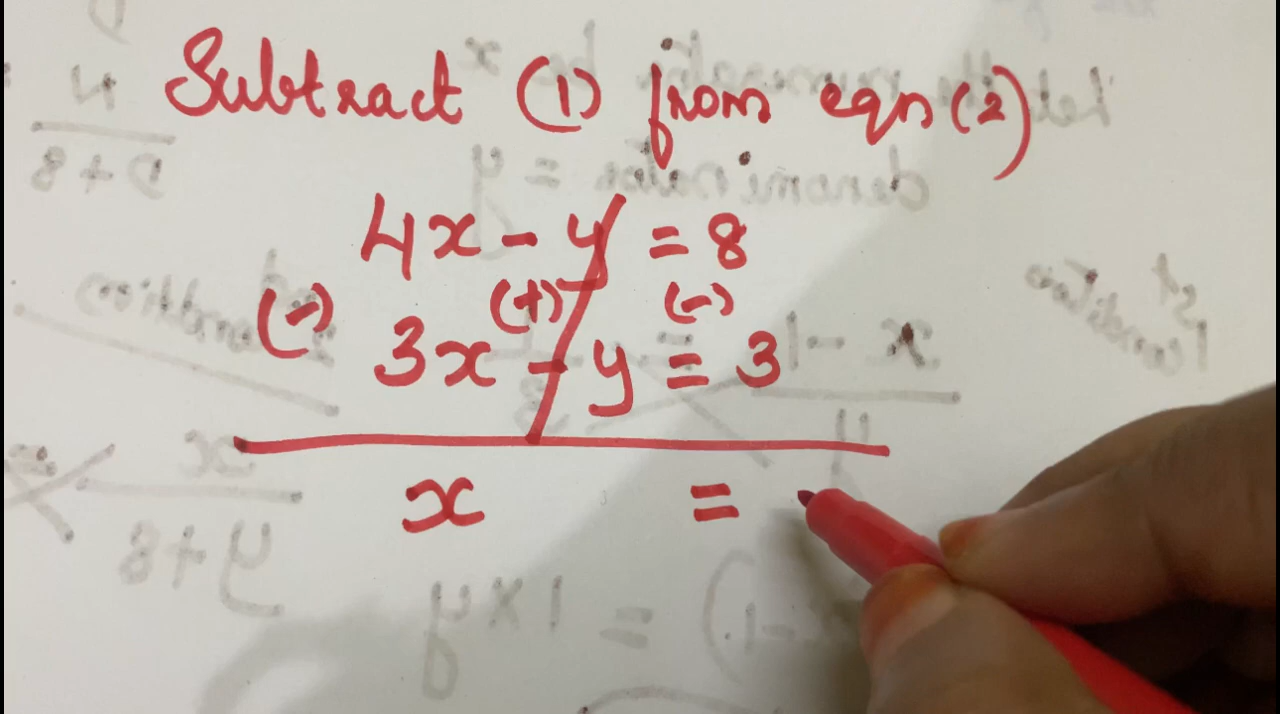 Subtract (1) from eqn (2)
4x - y = 8
(-) (+) (-)
3x - y = 3
x =